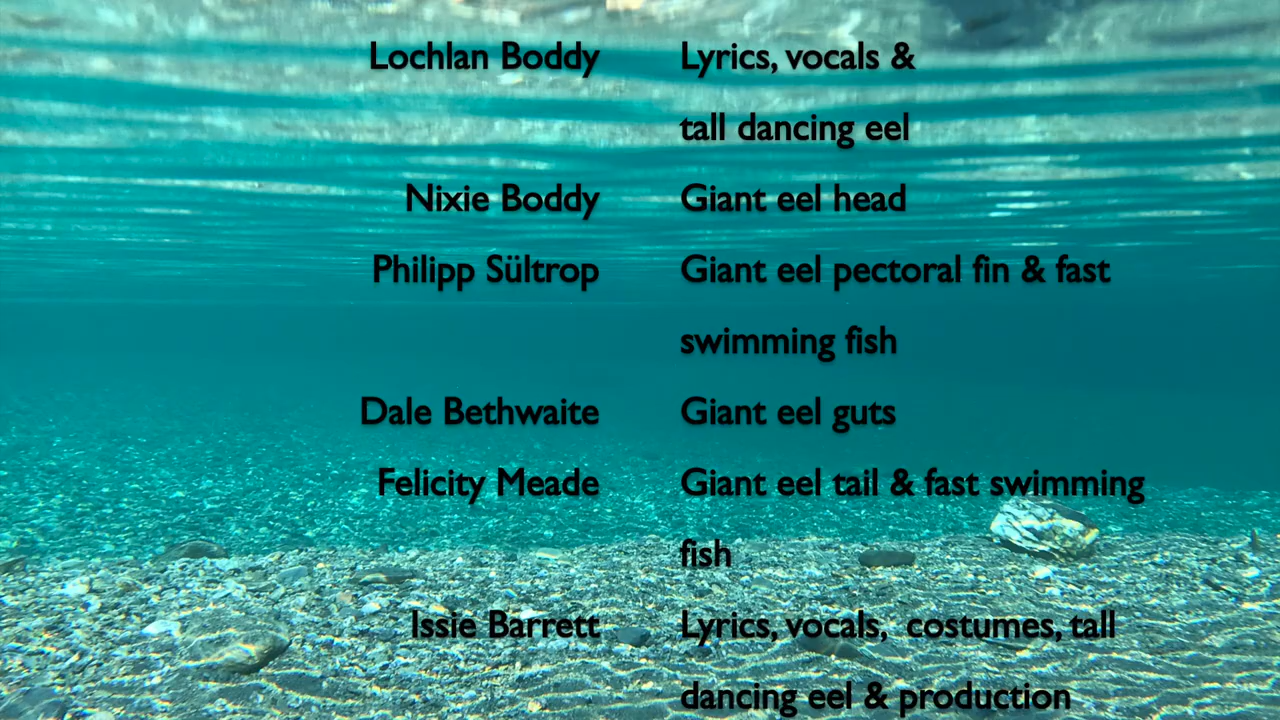 Lochlan Boddy Lyrics, vocals &
tall dancing eel
Nixie Boddy Giant eel head
Philipp Sültrop Giant eel pectoral fin & fast
swimming fish
Dale Bethwaite Giant eel guts
Felicity Meade Giant eel tail & fast swimming
fish
Issie Barrett Lyrics, vocals, costumes, tall
dancing eel & production